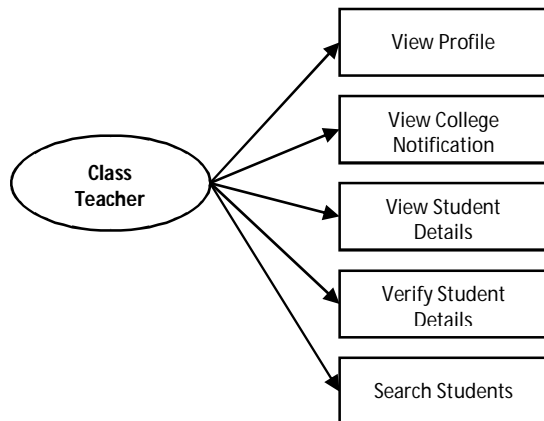 View Profile
View College
Notification
Class
Teacher
View Student
Details
Verify Student
Details
Search Students